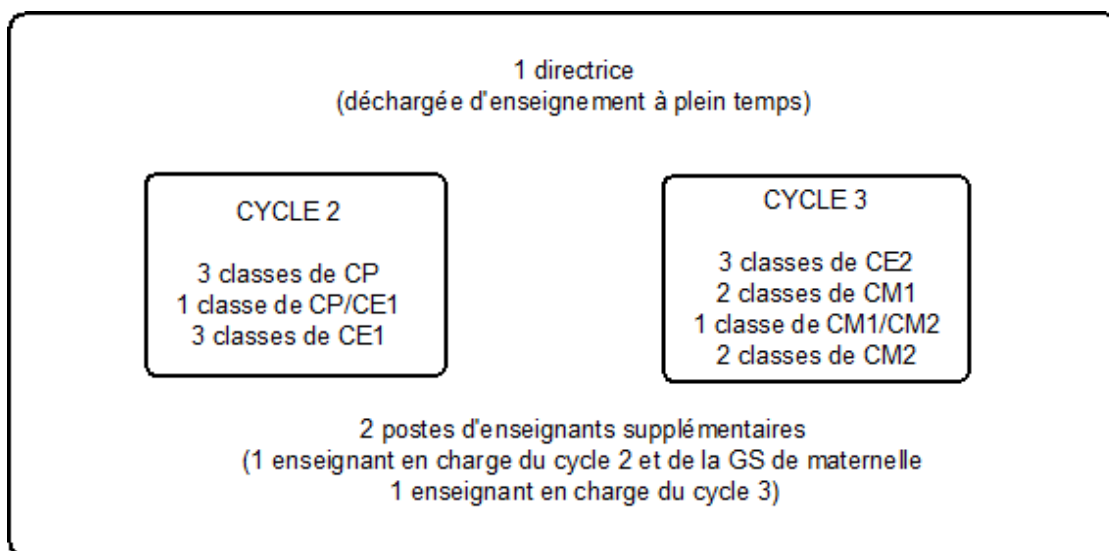 1 directrice
(déchargée d'enseignement à plein temps)
CYCLE 2
3 classes de CP
1 classe de CP/CE1
3 classes de CE1
CYCLE 3
3 classes de CE2
2 classes de CM1
1 classe de CM1/CM2
2 classes de CM2
2 postes d'enseignants supplémentaires
(1 enseignant en charge du cycle 2 et de la GS de maternelle
1 enseignant en charge du cycle 3)